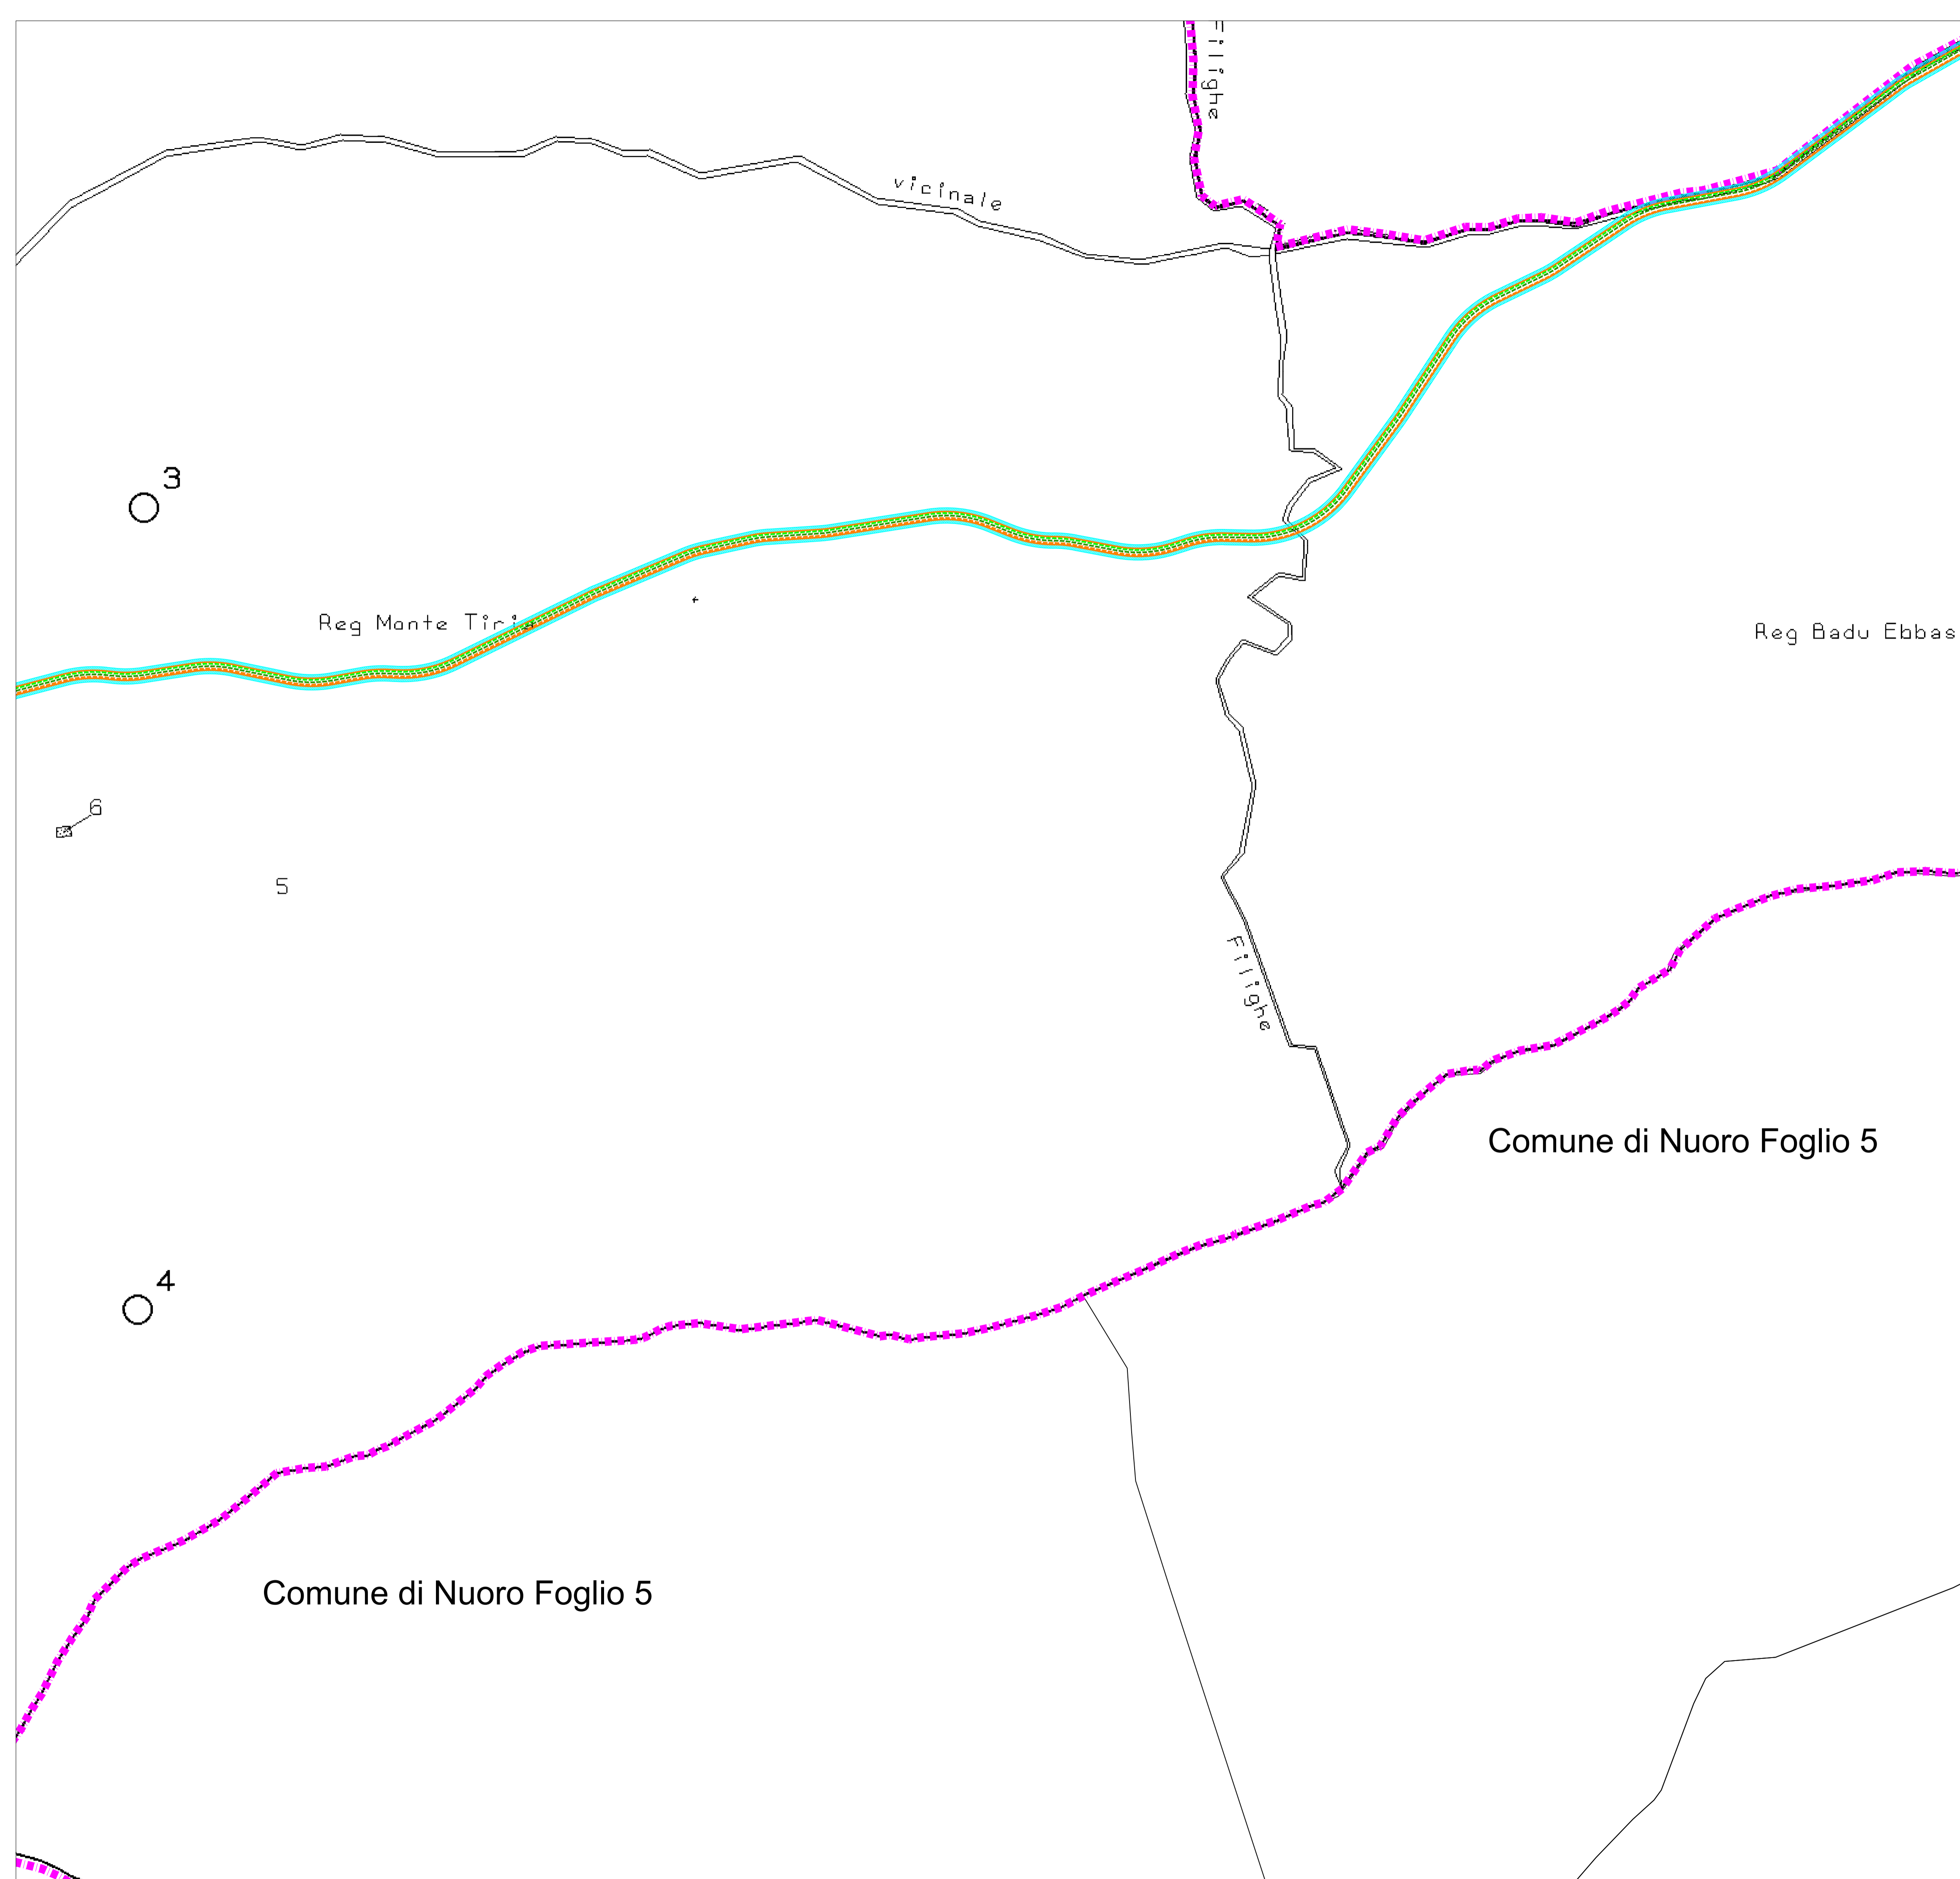 Filighe
vicinale
3
Reg Monte Tiria
Reg Badu Ebbas
6
5
Filighe
Comune di Nuoro Foglio 5
4
Comune di Nuoro Foglio 5